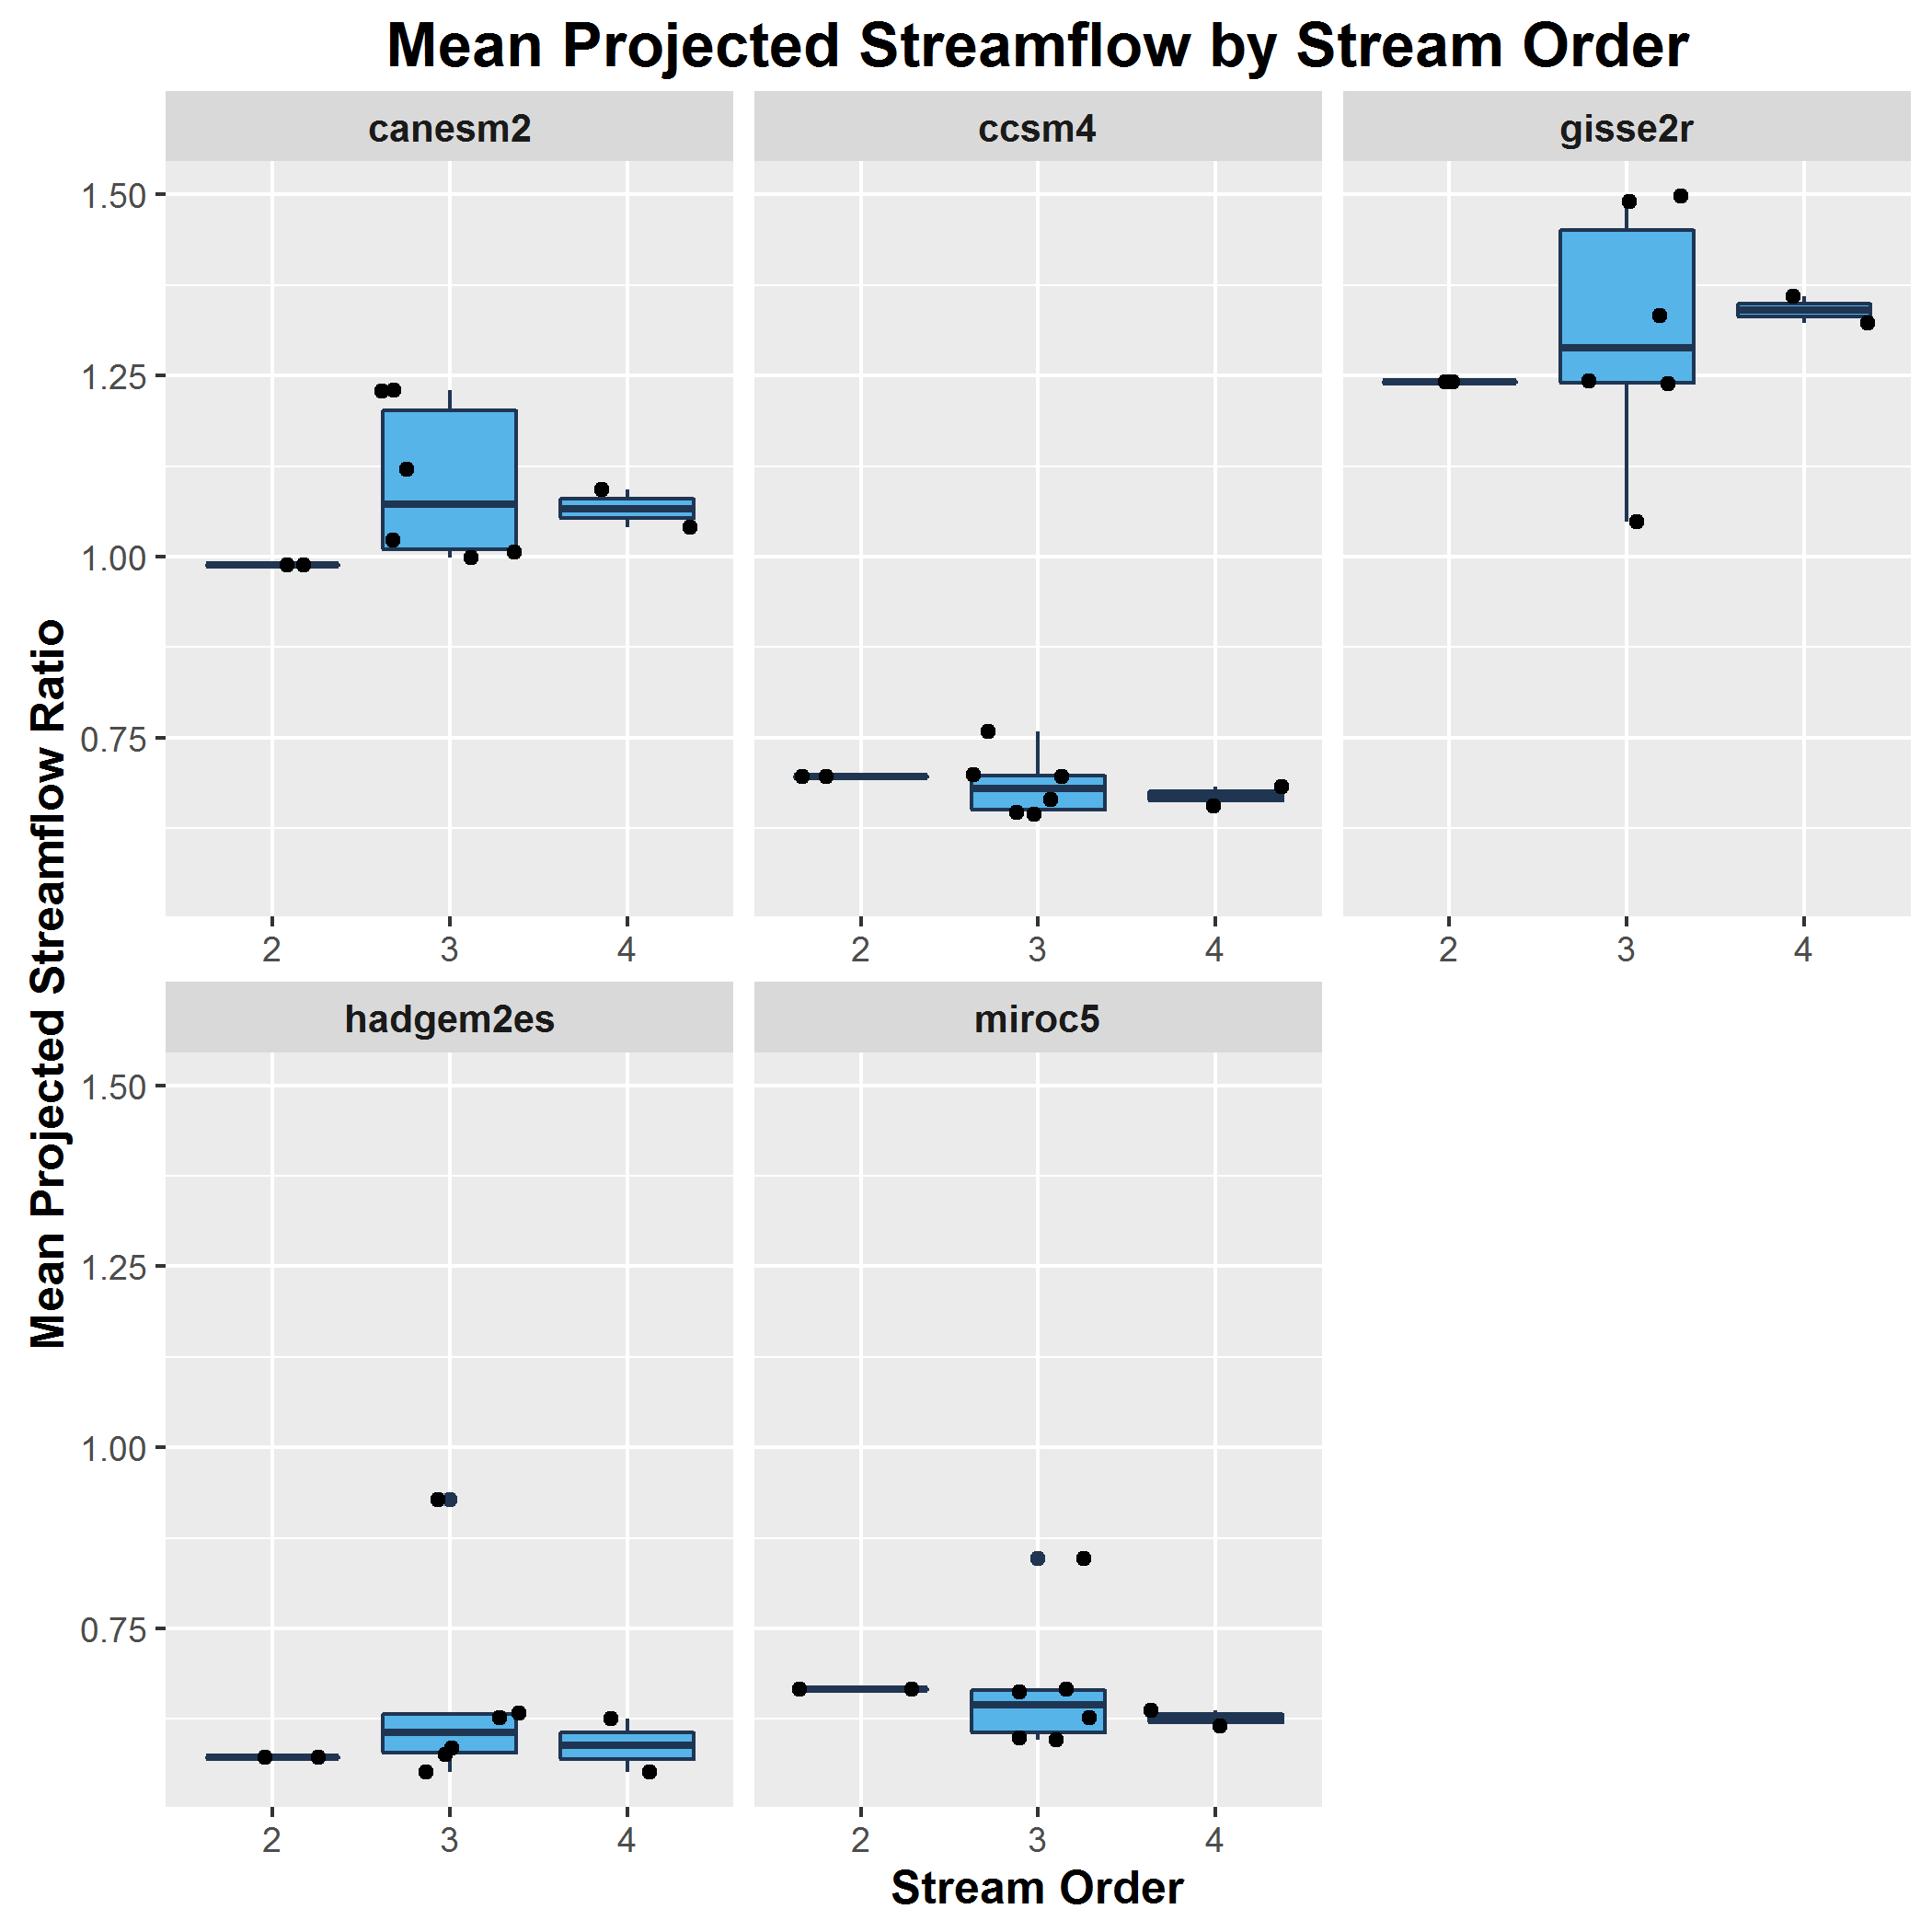 Mean Projected Streamflow by Stream Order
canesm2
ccsm4
gisse2r
1.50
1.25
1.00
0.75
2 3 4
2 3 4
2 3 4
hadgem2es
miroc5
1.50
1.25
1.00
0.75
2 3 4
2 3 4
Stream Order
Mean Projected Streamflow Ratio